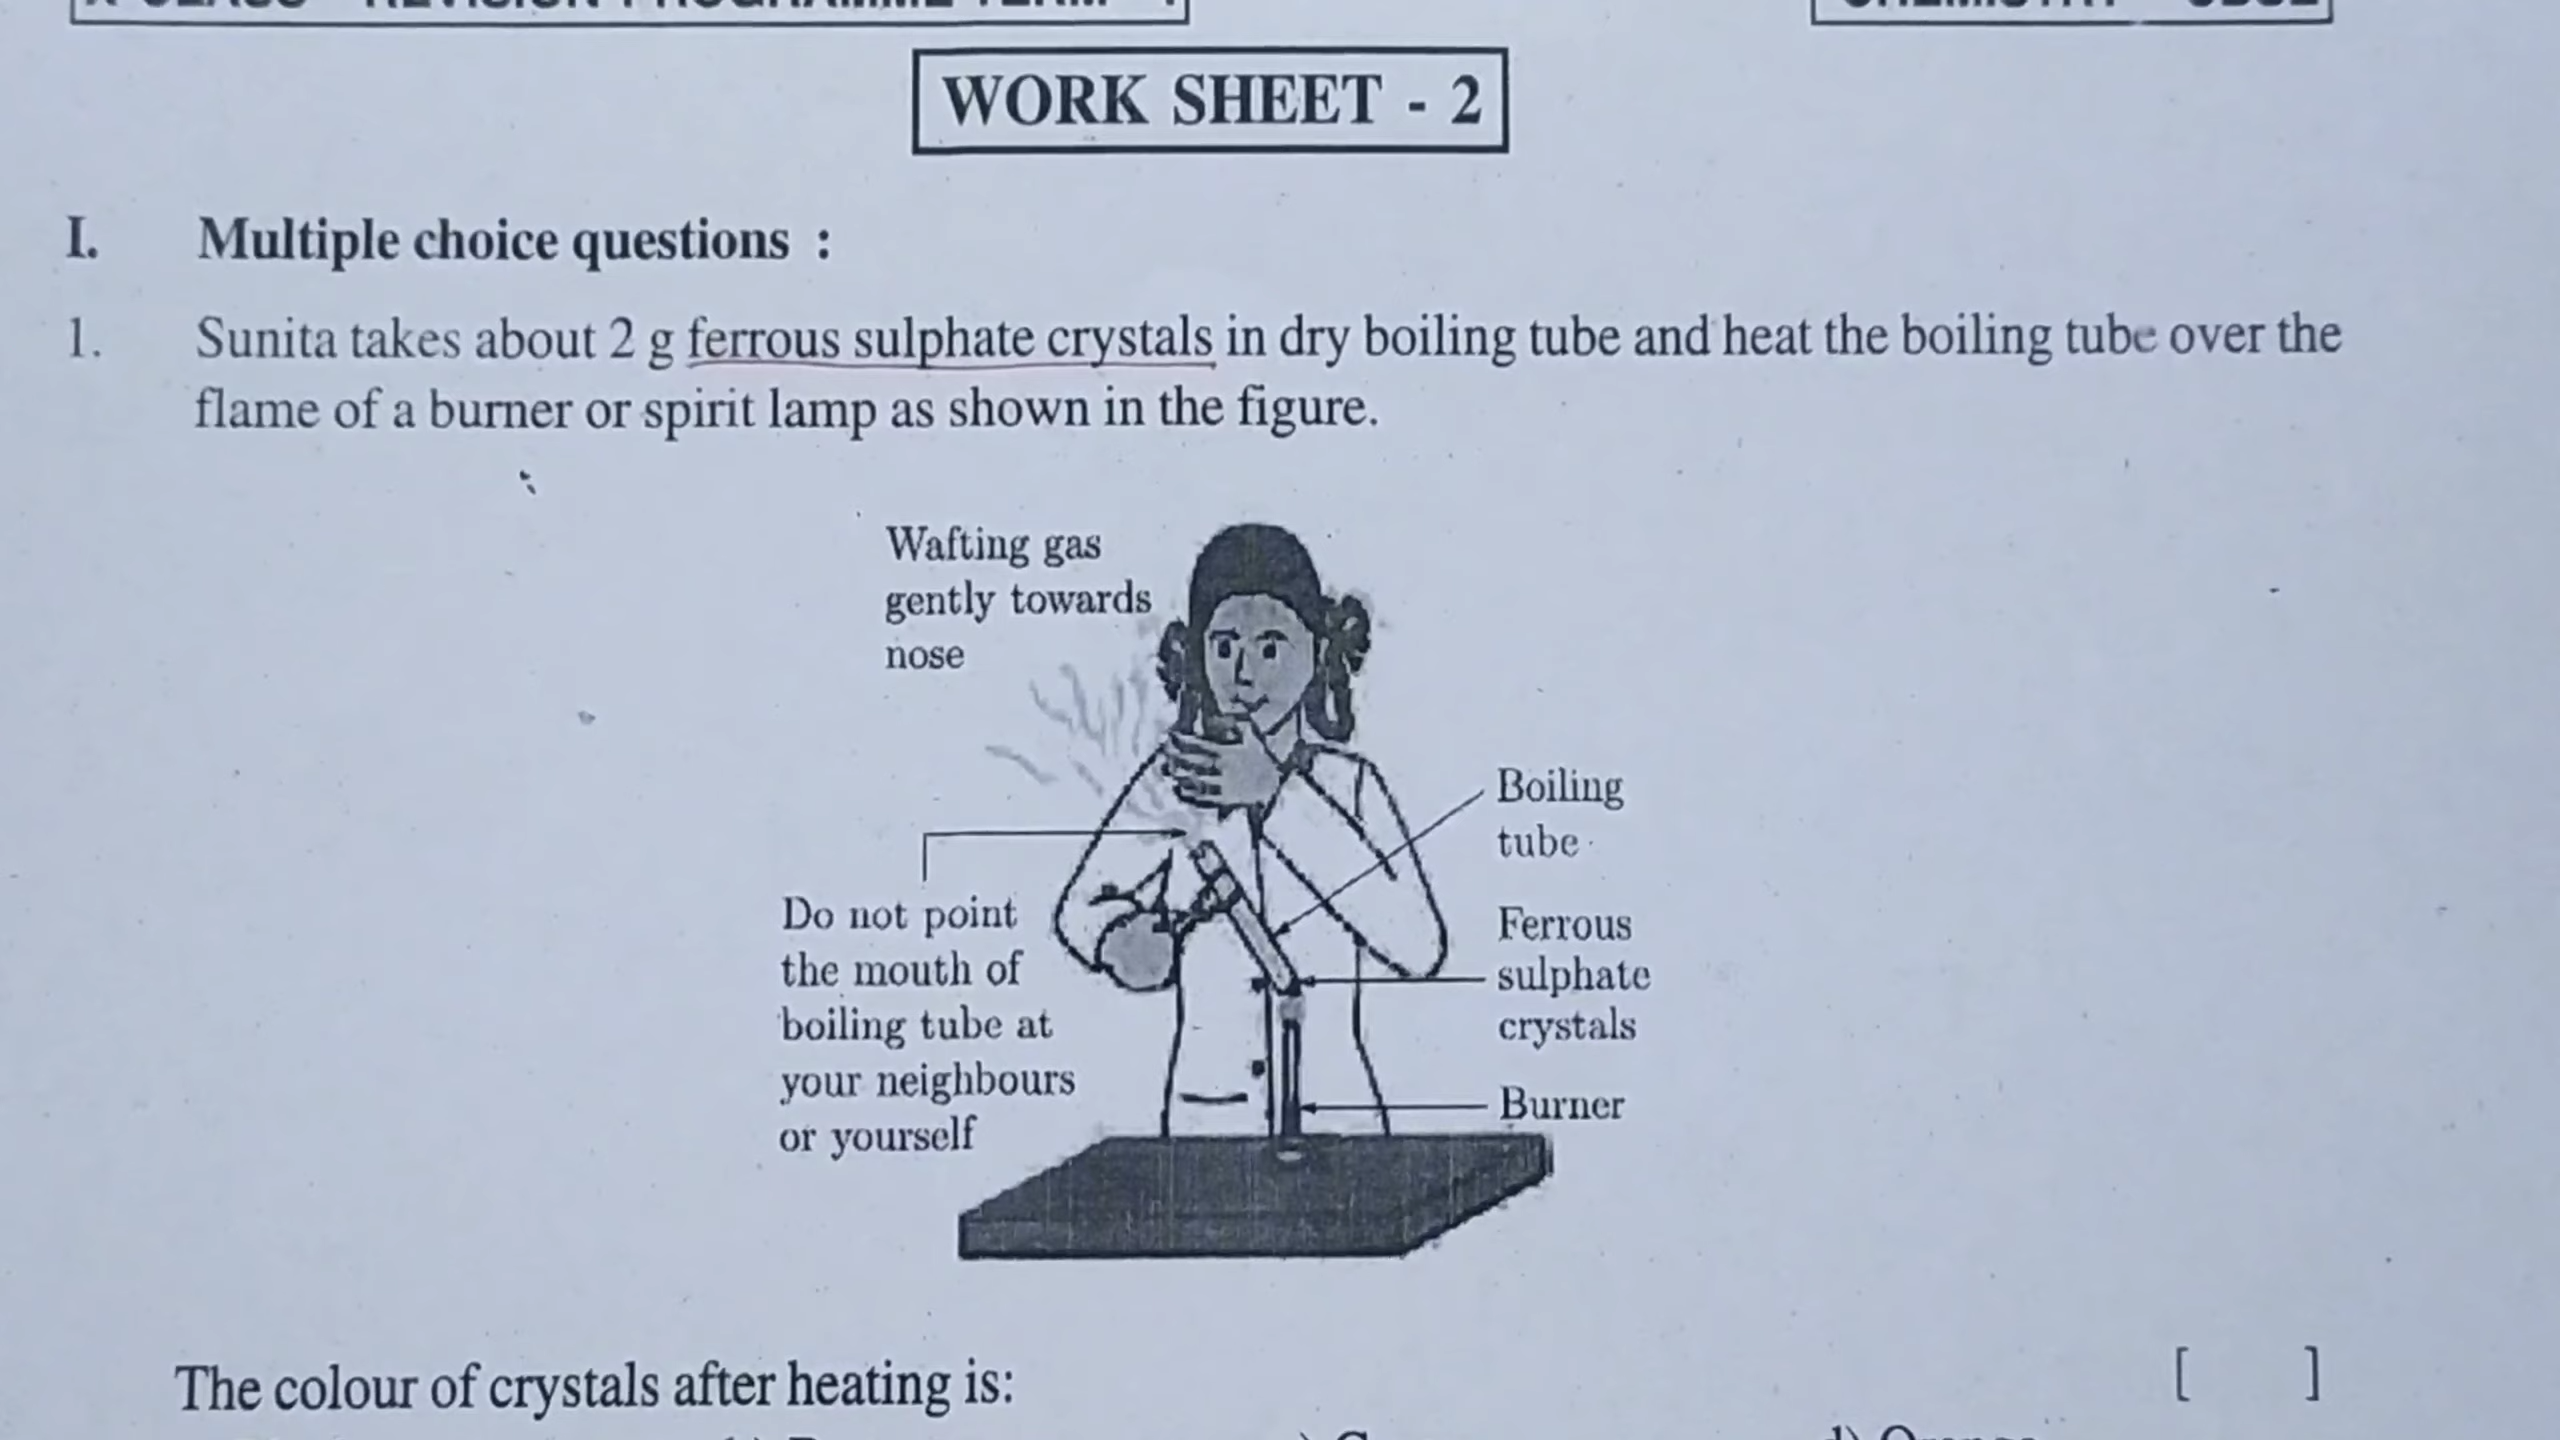 WORK SHEET - 2
I. Multiple choice questions :
1. Sunita takes about 2 g ferrous sulphate crystals in dry boiling tube and heat the boiling tube over the
flame of a burner or spirit lamp as shown in the figure.
Wafting gas
gently towards
nose
Do not point
the mouth of
boiling tube at
your neighbours
or yourself
Boiling
tube
Ferrous
sulphate
crystals
Burner
The colour of crystals after heating is: [ ]